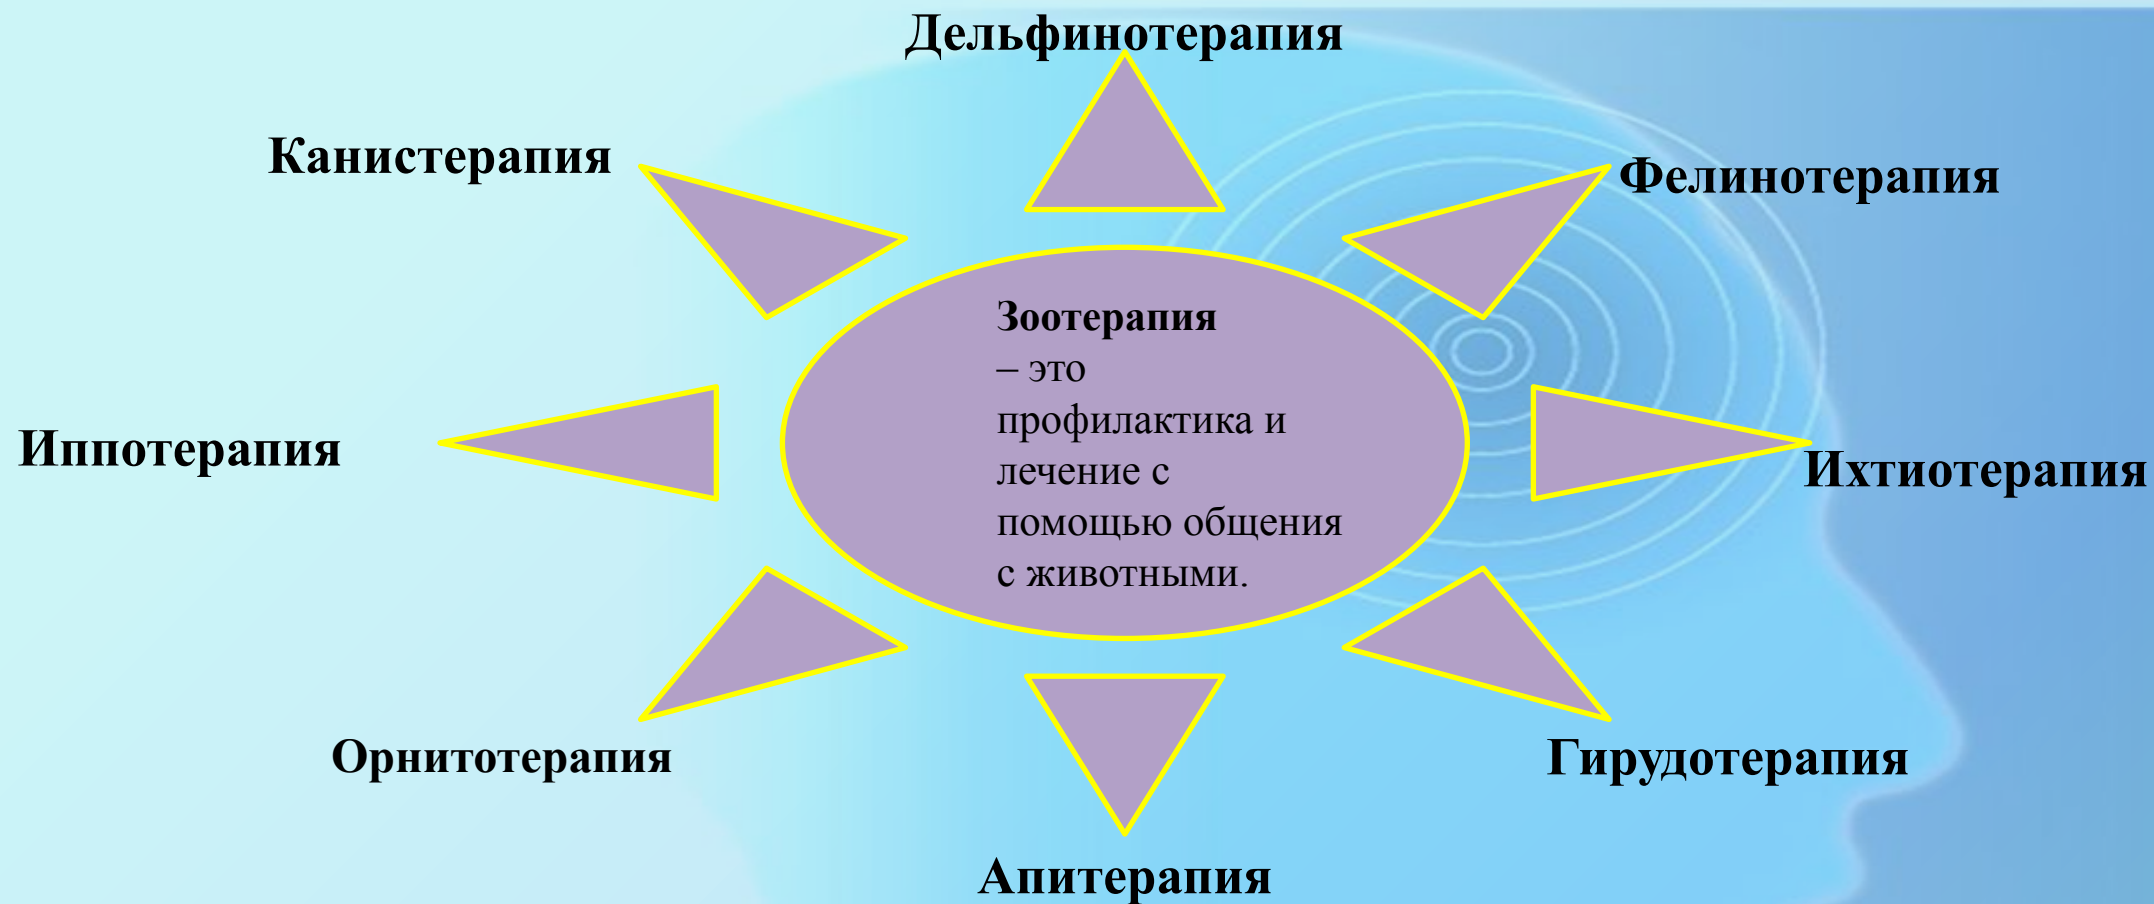 Дельфинотерапия
Канистерапия
Фелинотерапия
Зоотерапия
– это
профилактика и
лечение с
помощью общения
с животными.
Иппотерапия
Ихтиотерапия
Орнитотерапия
Гирудотерапия
Апитерапия